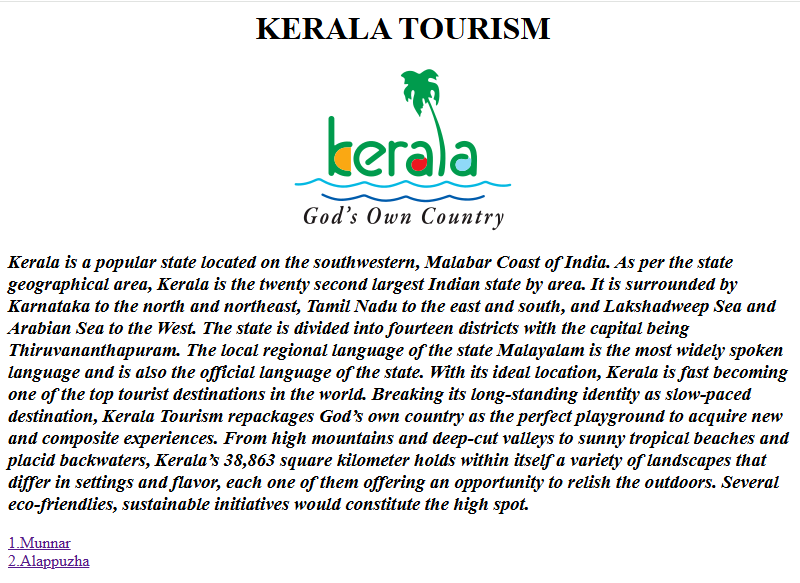 KERALA TOURISM
kerala
God's Own Country
Kerala is a popular state located on the southwestern, Malabar Coast of India. As per the state
geographical area, Kerala is the twenty second largest Indian state by area. It is surrounded by
Karnataka to the north and northeast, Tamil Nadu to the east and south, and Lakshadweep Sea and
Arabian Sea to the West. The state is divided into fourteen districts with the capital being
Thiruvananthapuram. The local regional language of the state Malayalam is the most widely spoken
language and is also the official language of the state. With its ideal location, Kerala is fast becoming
one of the top tourist destinations in the world. Breaking its long-standing identity as slow-paced
destination, Kerala Tourism repackages God’s own country as the perfect playground to acquire new
and composite experiences. From high mountains and deep-cut valleys to sunny tropical beaches and
placid backwaters, Kerala’s 38,863 square kilometer holds within itself a variety of landscapes that
differ in settings and flavor, each one of them offering an opportunity to relish the outdoors. Several
eco-friendlies, sustainable initiatives would constitute the high spot.
1.Munnar
2.Alappuzha